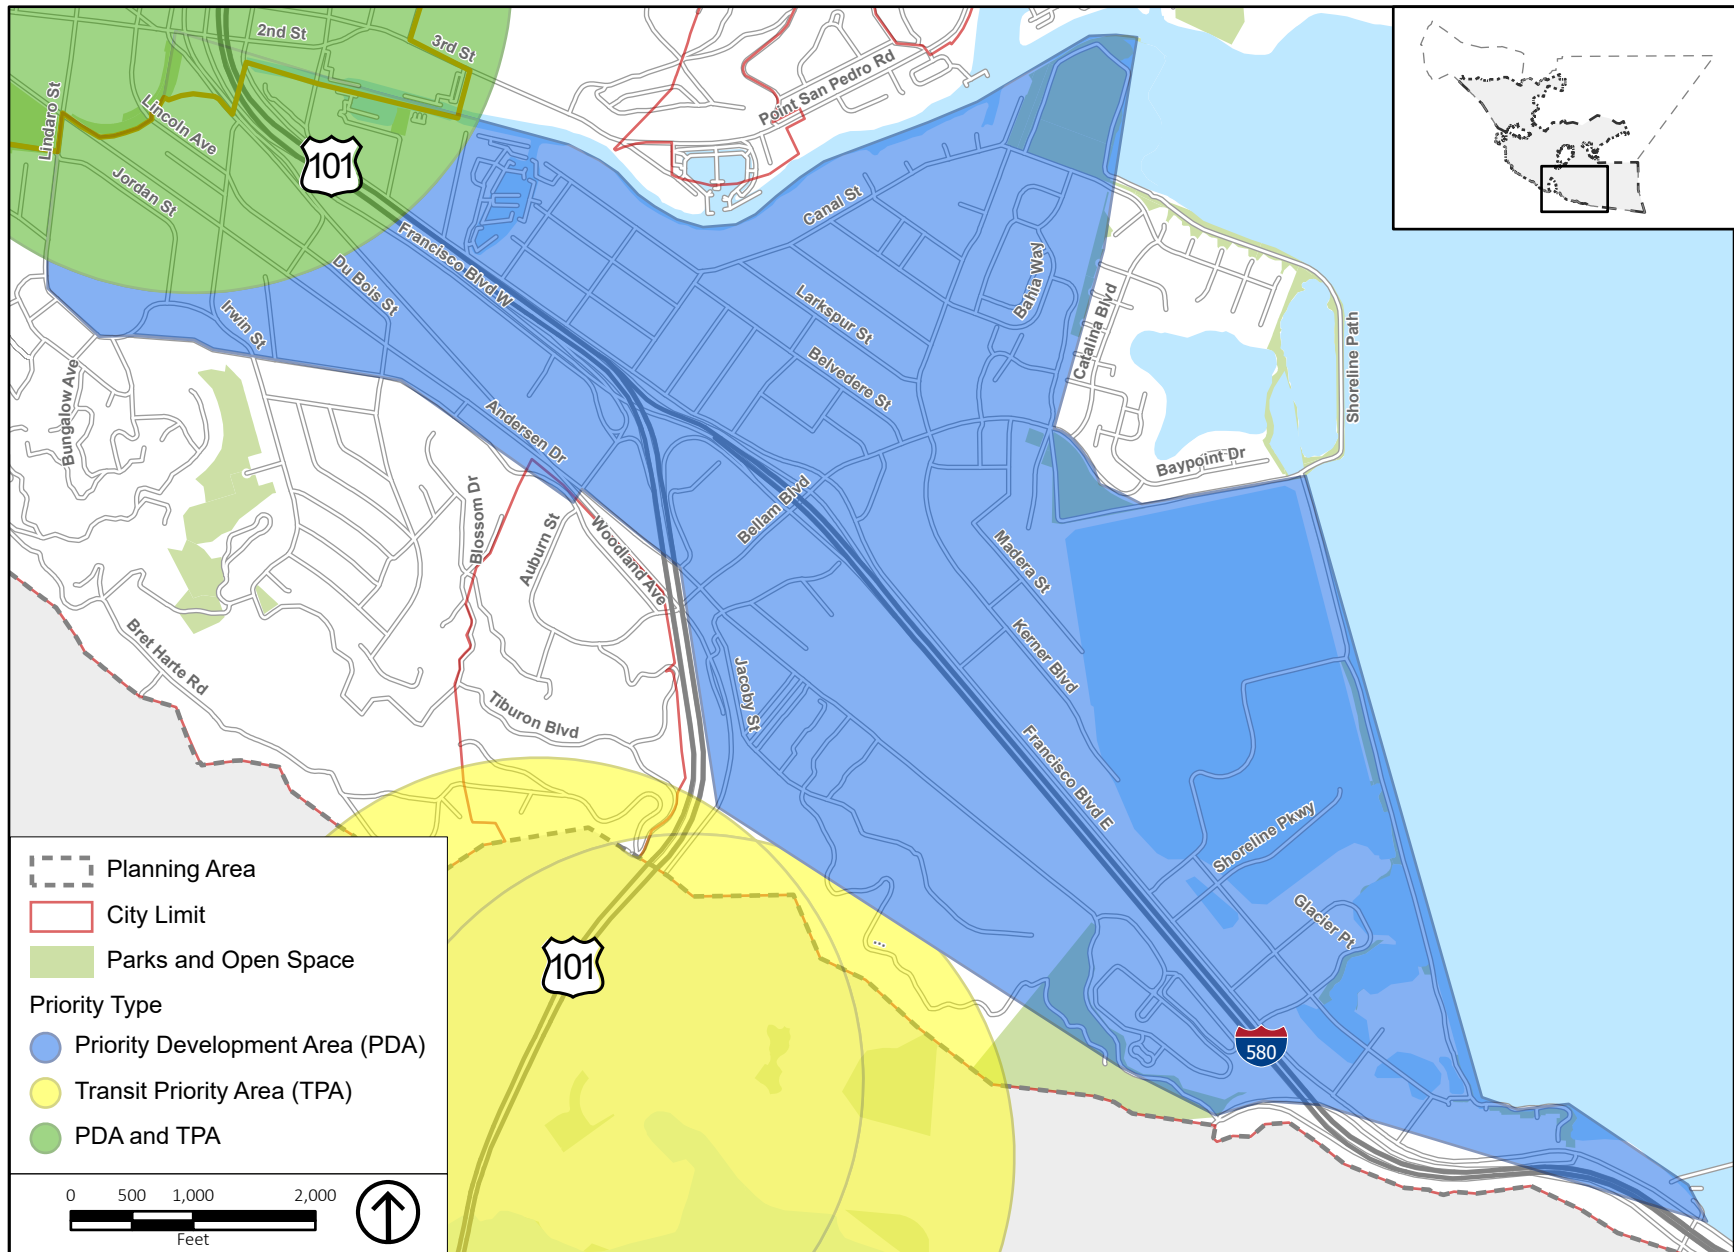 2nd St
3rd St
Point San Pedro Rd
Lindaro St
Lincoln Ave
101
Jordan St
Canal St
Francisco Blvd W
Du Bois St
Bahia Way
Larkspur St
Catalina Blvd
Irwin St
Shoreline Path
Belvedere St
Bungalow Ave
Andersen Dr
Baypoint Dr
Blossom Dr
Bellam Blvd
Auburn St
Woodland Ave
Madera St
Bret Harte Rd
Kerner Blvd
Jacoby St
Tiburon Blvd
Francisco Blvd E
Shoreline Pkwy
Glacier Pt
...
101
580
Planning Area
City Limit
Parks and Open Space
Priority Type
Priority Development Area (PDA)
Transit Priority Area (TPA)
PDA and TPA
0 500 1,000 2,000
Feet